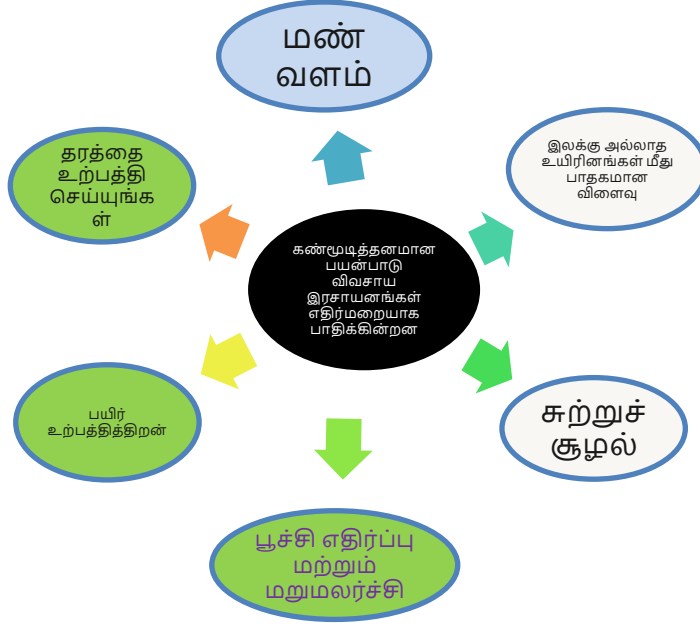 மண்
வளம்
தரத்தை
உற்பத்தி
செய்யுங்க
ள்
இலக்கு அல்லாத
உயிரினங்கள் மீது
பாதகமான
விளைவு
கண்மூடித்தனமான
பயன்பாடு
விவசாய
இரசாயனங்கள்
எதிர்மறையாக
பாதிக்கின்றன
பயிர்
உற்பத்தித்திறன்
சுற்றுச்
சூழல்
பூச்சி எதிர்ப்பு
மற்றும்
மறுமலர்ச்சி